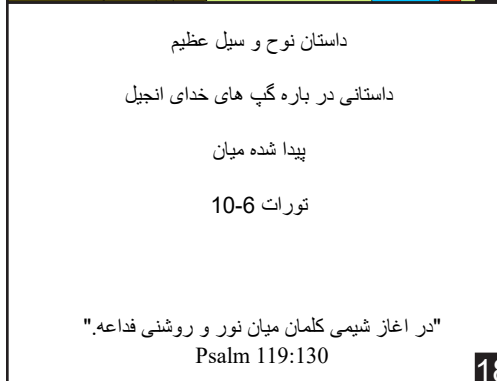 داستان نوح و سیل عظیم
داستانی در باره گپ های خدای انجیل
پیدا شده میان
تورات 6-10
"در اغاز شیمی کلمان میان نور و روشنی فداعه."
Psalm 119:130
18